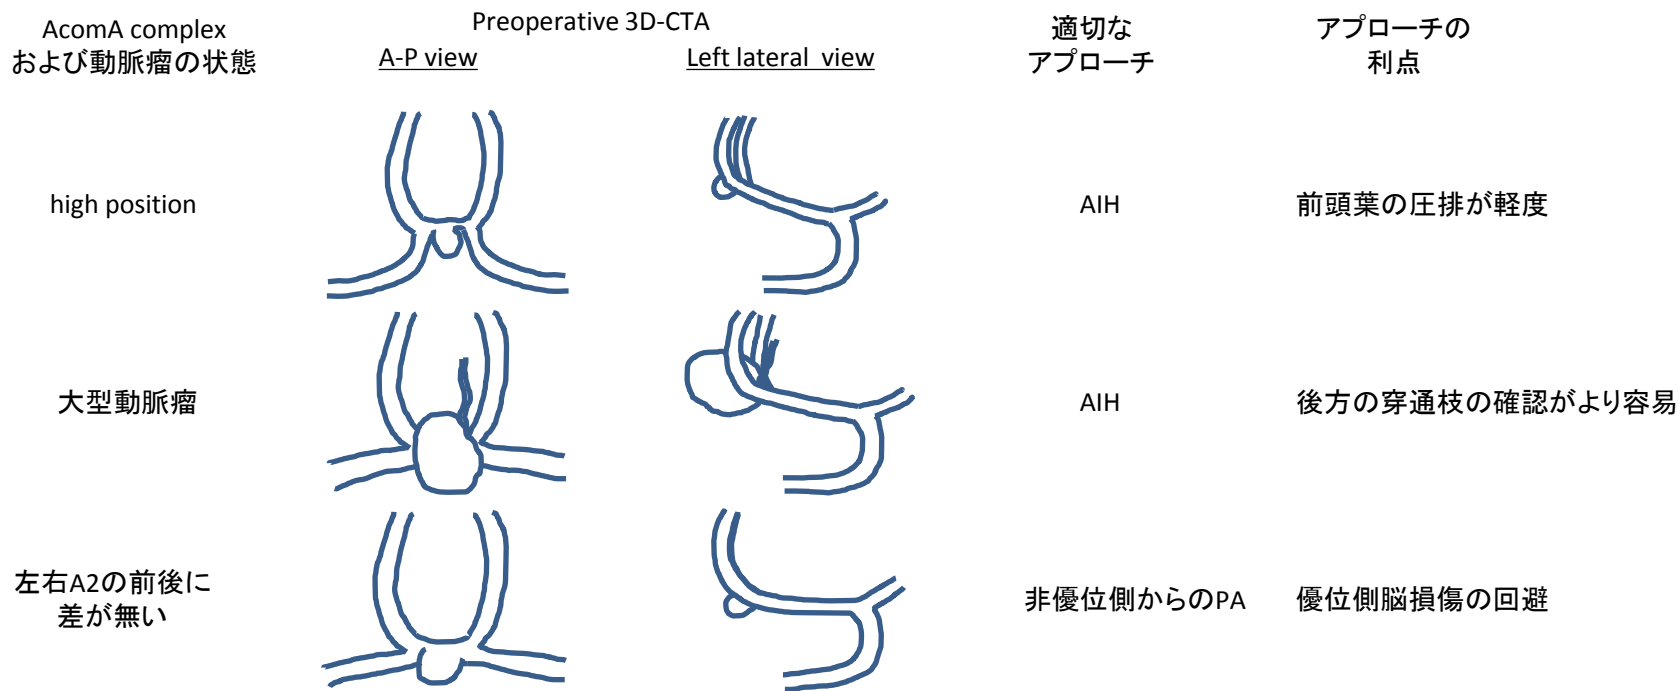 AcomA complex
および動脈瘤の状態
Preoperative 3D-CTA
A-P view
Left lateral view
適切な
アプローチ
アプローチの
利点
high position
AIH
前頭葉の圧排が軽度
大型動脈瘤
AIH
後方の穿通枝の確認がより容易
左右A2の前後に
差が無い
非優位側からのPA
優位側脳損傷の回避